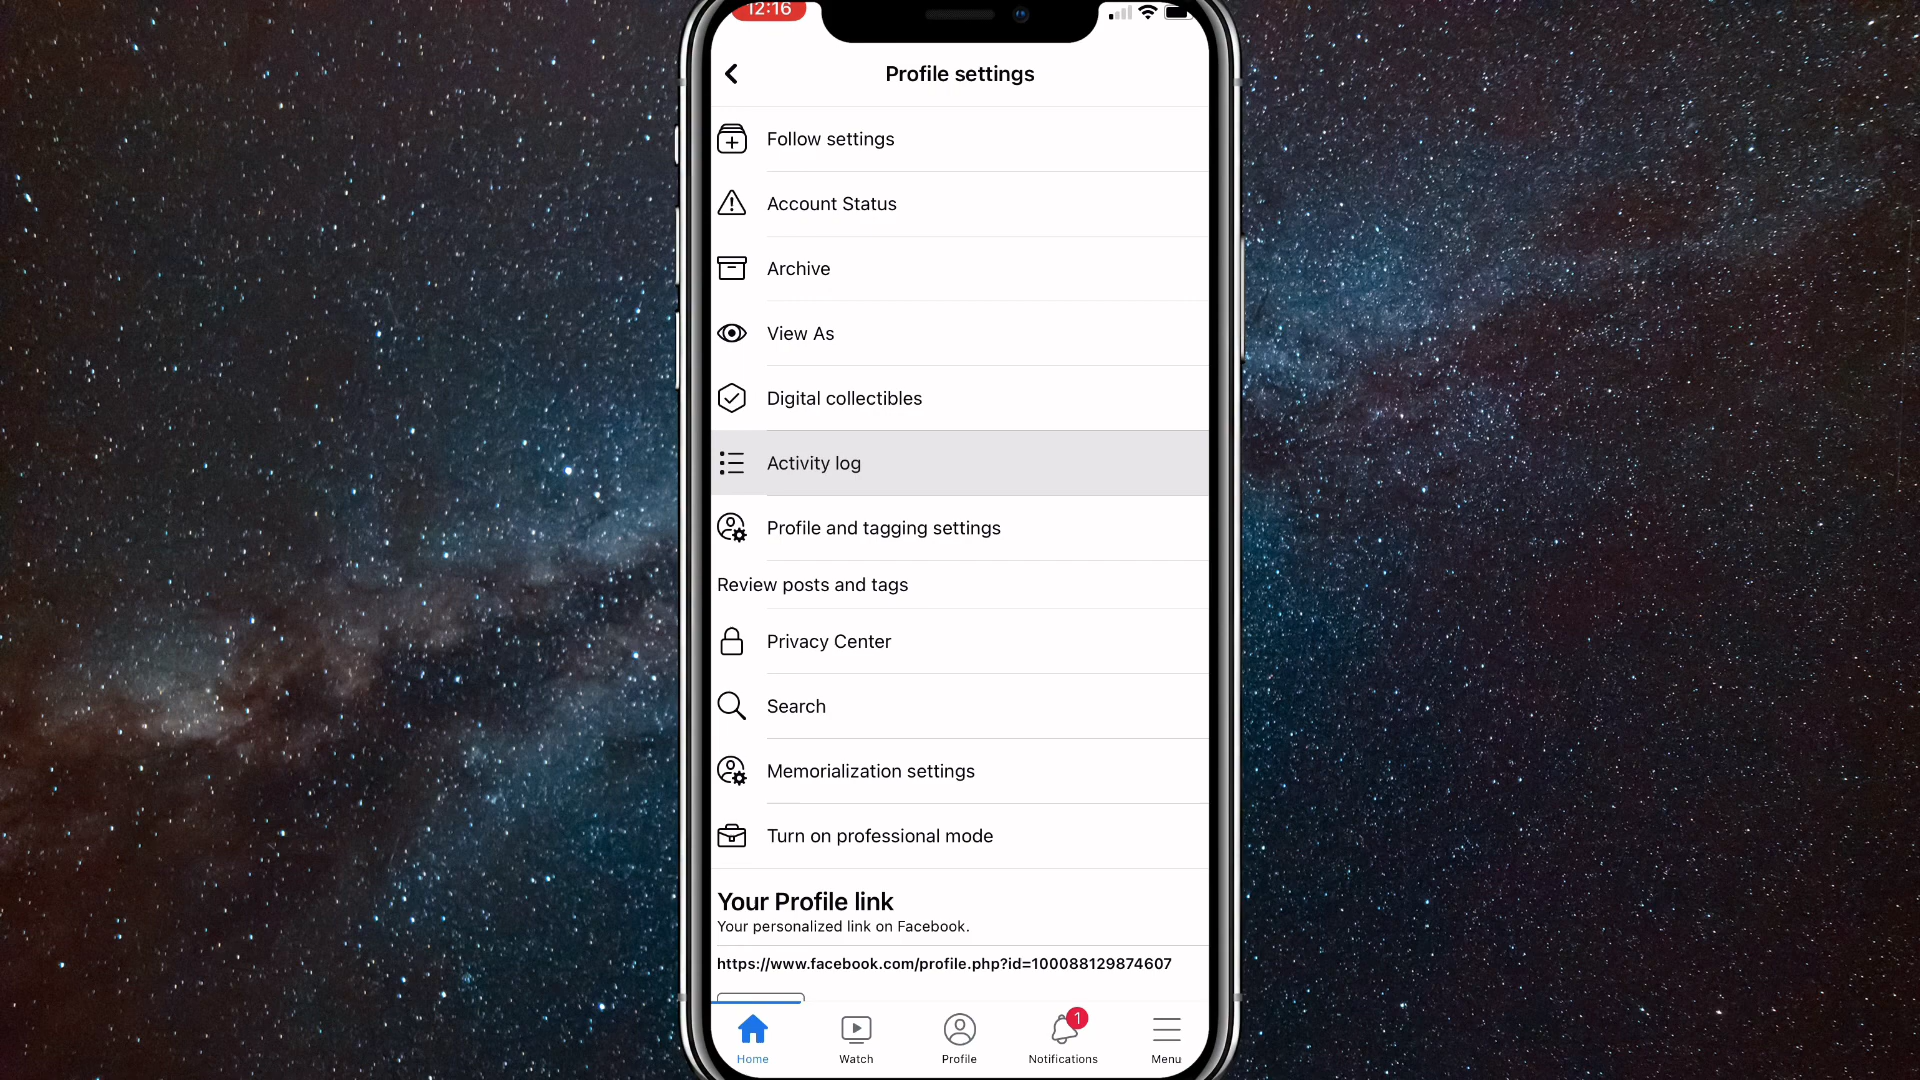 12:16
Profile settings
Follow settings
Account Status
Archive
View As
Digital collectibles
Activity log
Profile and tagging settings
Review posts and tags
Privacy Center
Search
Memorialization settings
Turn on professional mode
Your Profile link
Your personalized link on Facebook.
https://www.facebook.com/profile.php?id=100088129874607
1
Home Watch Profile Notifications Menu